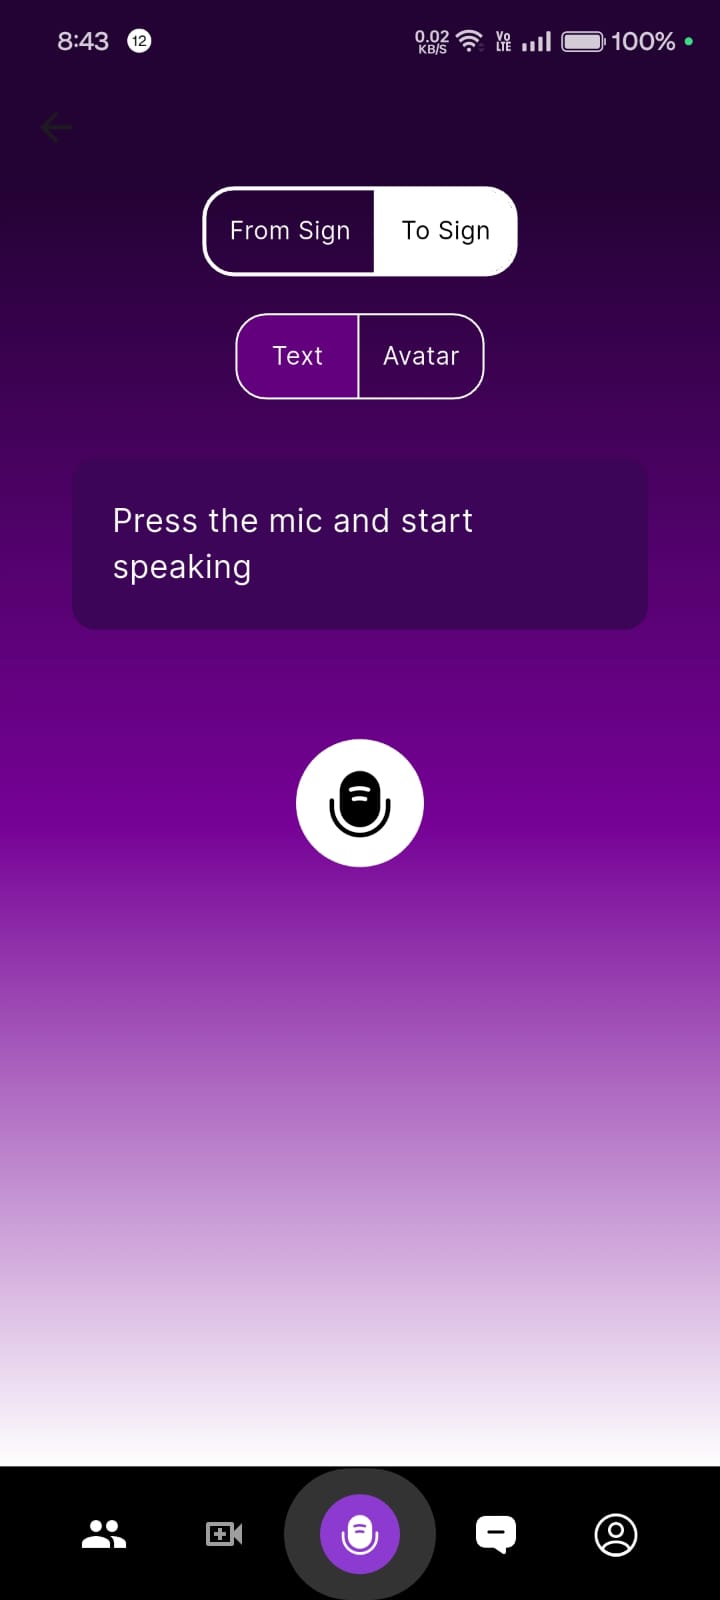 8:43 12 0.02 KB/S Vo LTE 100%
From Sign To Sign
Text Avatar
Press the mic and start
speaking